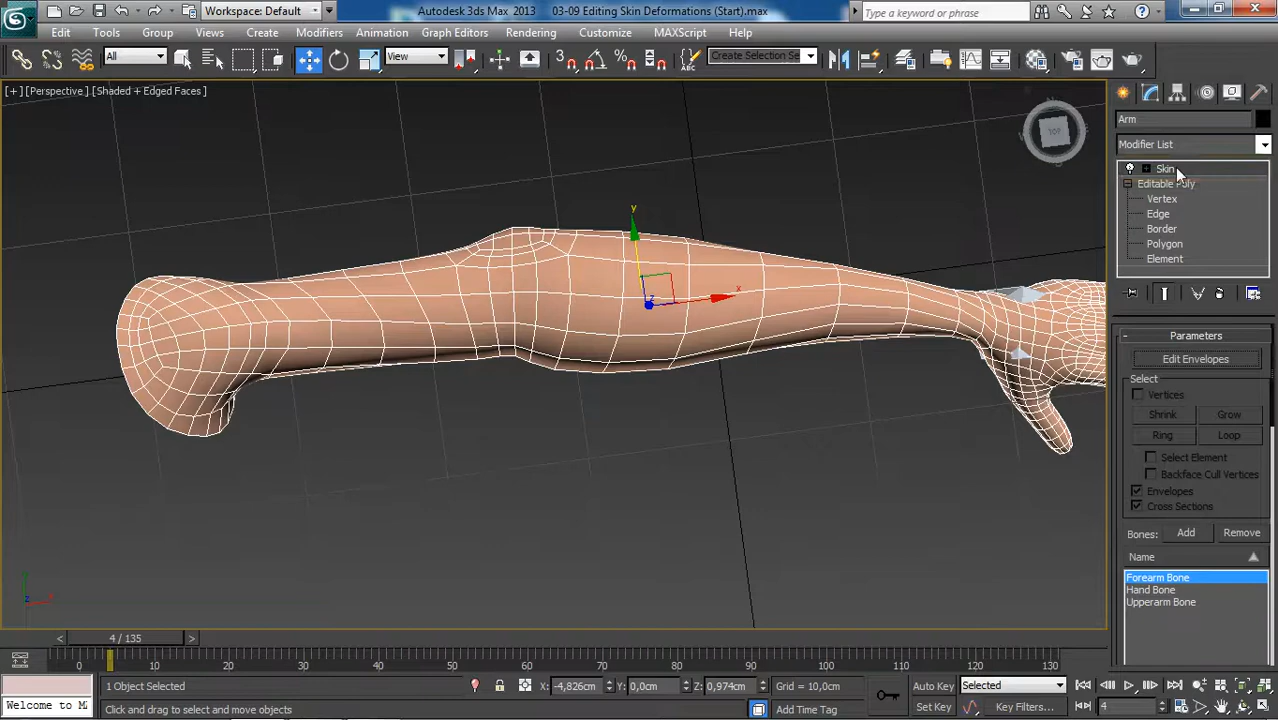 Workspace: Default
Autodesk 3ds Max 2013
03-09 Editing Skin Deformations (Start).max
Type a keyword or phrase
Edit
Tools
Group
Views
Create
Modifiers
Animation
Graph Editors
Rendering
Customize
MAXScript
Help
All
View
3
Create Selection Se
[+] [Perspective] [Shaded + Edged Faces]
TOP
y
x
z
Arm
Modifier List
Skin
Editable Poly
Vertex
Edge
Border
Polygon
Element
Parameters
Edit Envelopes
Select
Vertices
Shrink
Grow
Ring
Loop
Select Element
Backface Cull Vertices
Envelopes
Cross Sections
Bones:
Add
Remove
Name
Forearm Bone
Hand Bone
Upperarm Bone
< 4 / 135 >
0 10 20 30 40 50 60 70 80 90 100 110 120 130
1 Object Selected
X: -4,826cm
Y: 0,0cm
Z: 0,974cm
Grid = 10,0cm
Auto Key
Selected
Welcome to M
Click and drag to select and move objects
Add Time Tag
Set Key
Key Filters...
4